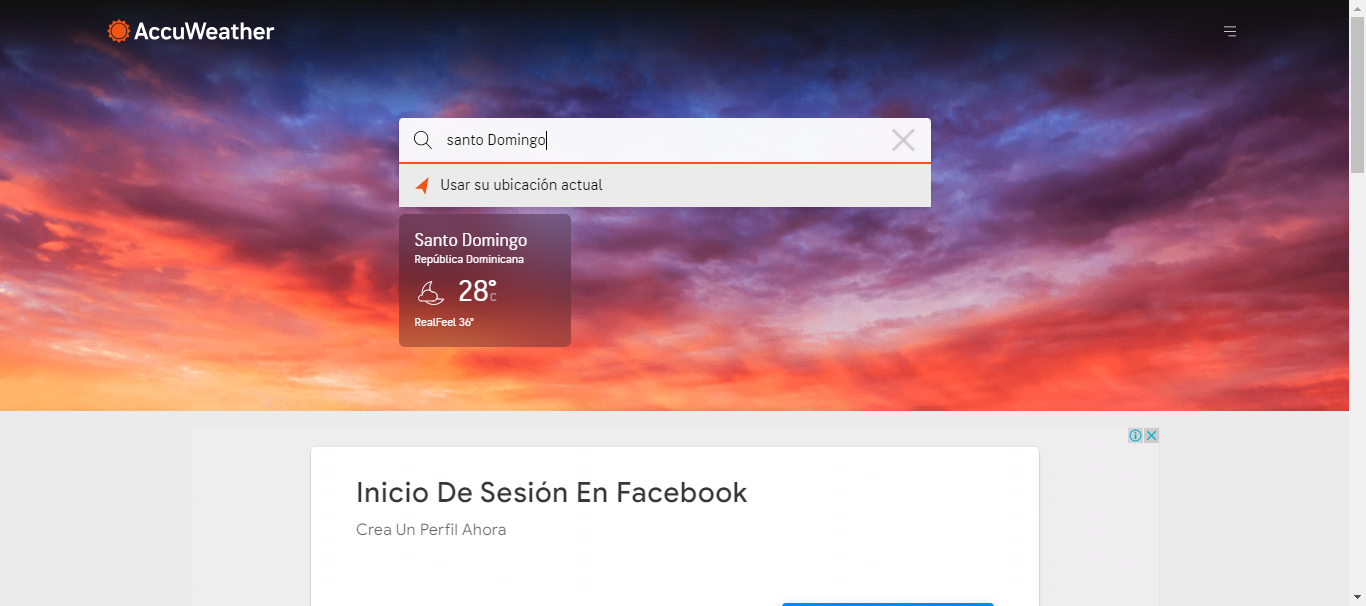 AccuWeather
santo Domingo
Usar su ubicación actual
Santo Domingo
República Dominicana
28°C
RealFeel 36°
Inicio De Sesión En Facebook
Crea Un Perfil Ahora